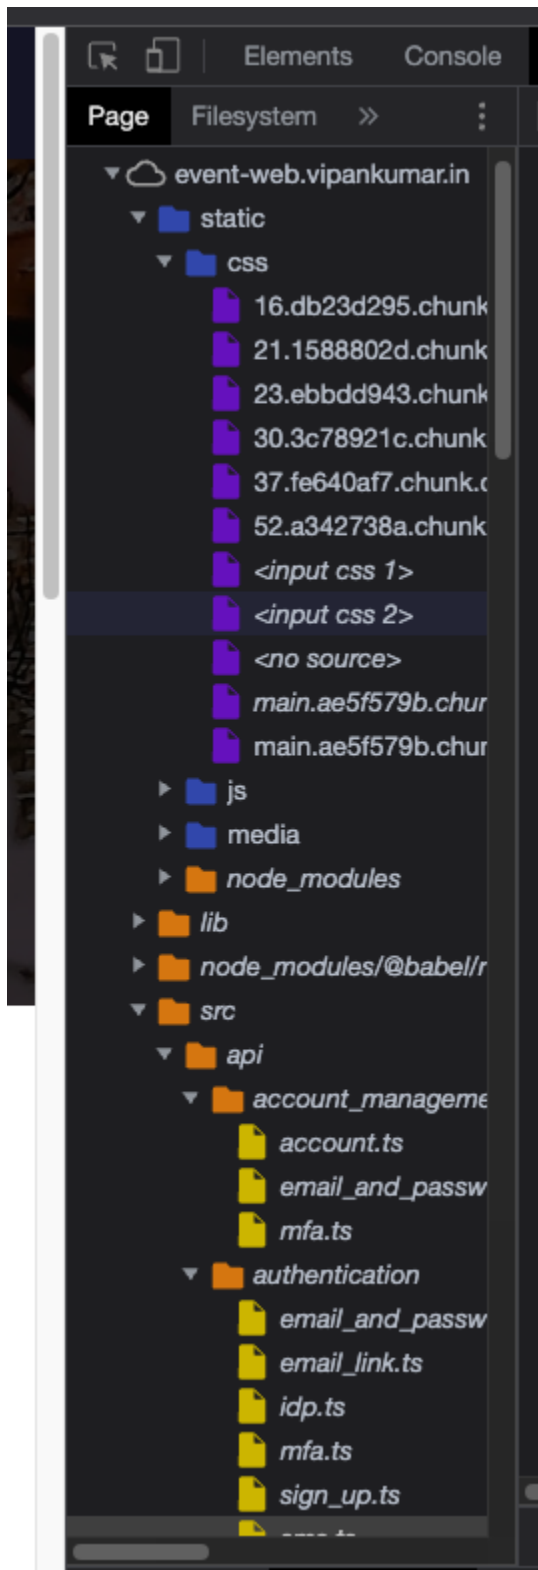 Elements Console
Page Filesystem »
event-web.vipankumar.in
static
css
16.db23d295.chunk
21.1588802d.chunk
23.ebbdd943.chunk
30.3c78921c.chunk
37.fe640af7.chunk.c
52.a342738a.chunk
<input css 1>
<input css 2>
<no source>
main.ae5f579b.chur
main.ae5f579b.chur
js
media
node_modules
lib
node_modules/@babel/r
src
api
account_manageme
account.ts
email_and_passw
mfa.ts
authentication
email_and_passw
email_link.ts
idp.ts
mfa.ts
sign_up.ts